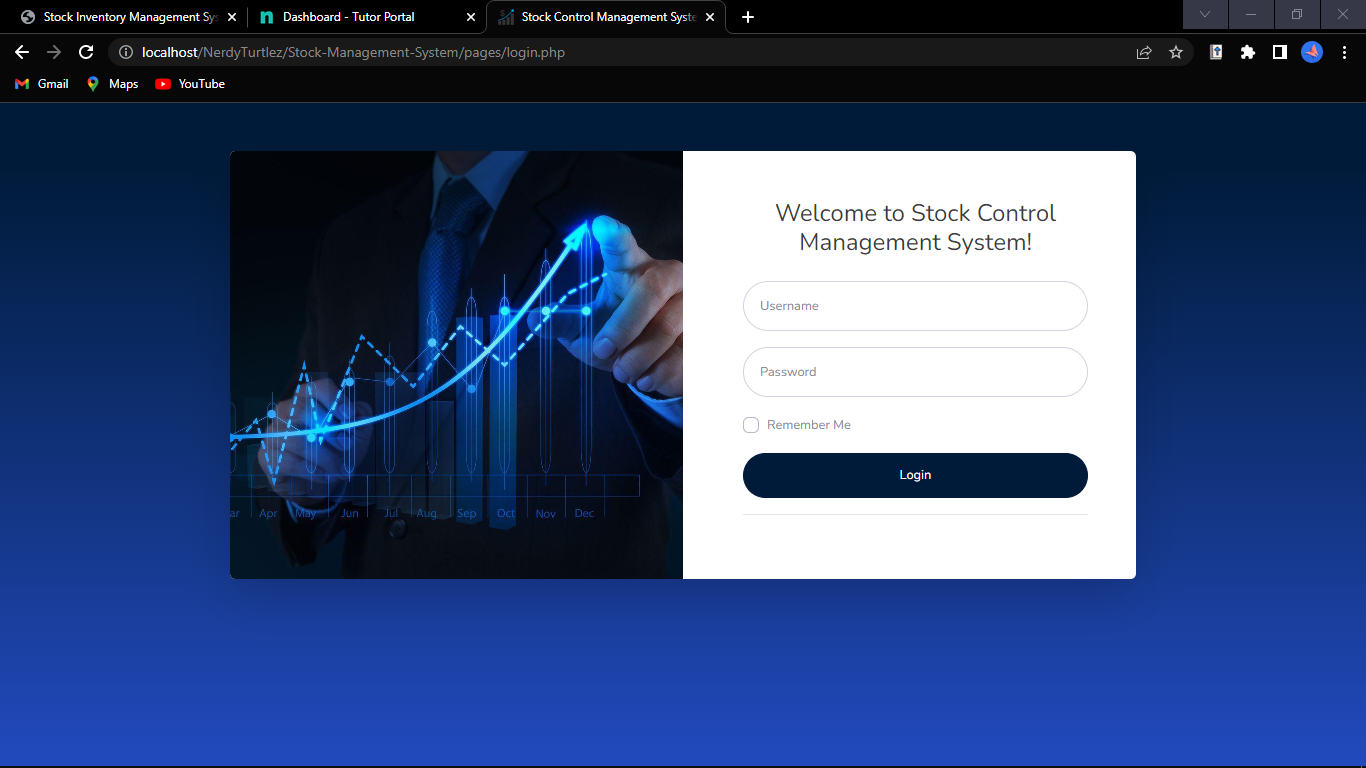 Stock Inventory Management Sy
Dashboard - Tutor Portal
Stock Control Management Syste
localhost/NerdyTurtlez/Stock-Management-System/pages/login.php
Gmail
Maps
YouTube
Welcome to Stock Control
Management System!
Username
Password
Remember Me
Login
ar Apr May Jun Jul Aug Sep Oct Nov Dec